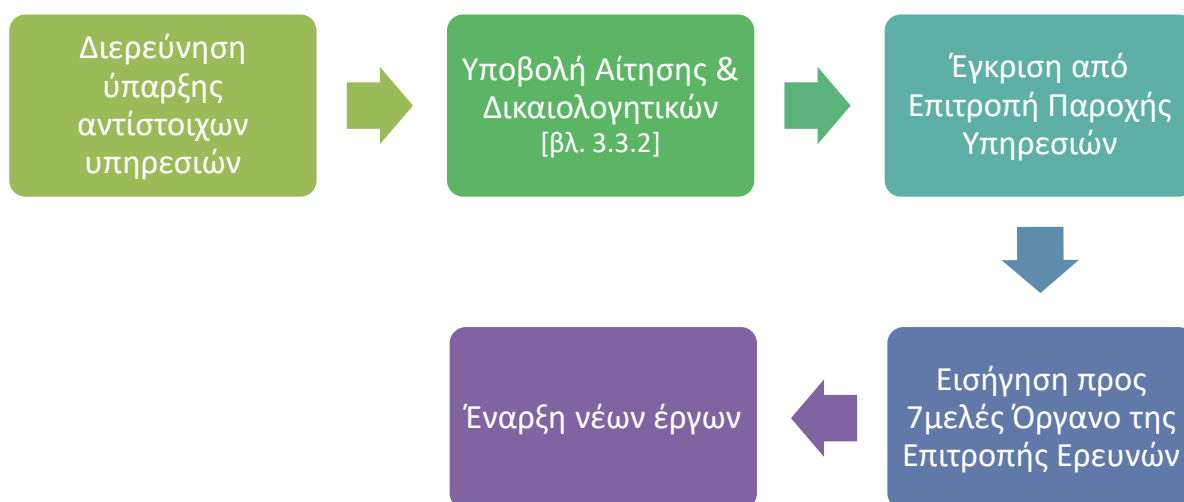 Διερεύνηση
ύπαρξης
αντίστοιχων
υπηρεσιών
Υποβολή Αίτησης &
Δικαιολογητικών
[βλ. 3.3.2]
Έγκριση από
Επιτροπή Παροχής
Υπηρεσιών
Εισήγηση προς
7μελές Όργανο της
Επιτροπής Ερευνών
Έναρξη νέων έργων